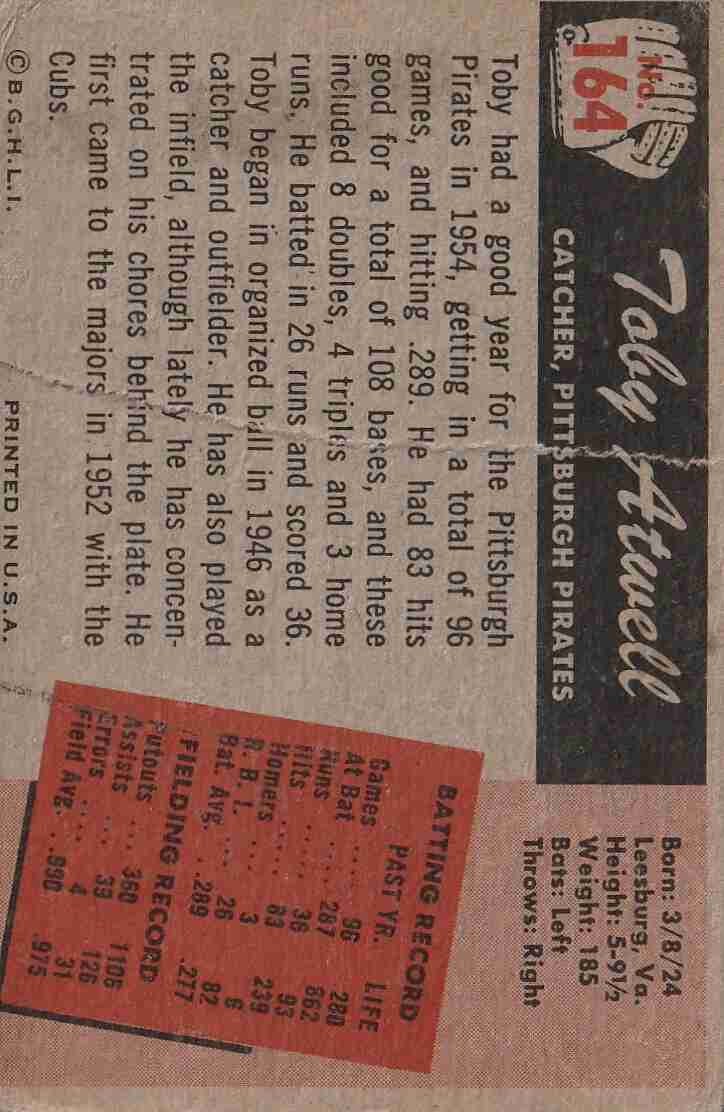 No. 164
Toby Atwell
CATCHER, PITTSBURGH PIRATES
Born: 3/8/24
Leesburg, Va.
Height: 5-9½
Weight: 185
Bats: Left
Throws: Right
Toby had a good year for the Pittsburgh
Pirates in 1954, getting in a total of 96
games, and hitting .289. He had 83 hits
good for a total of 108 bases, and these
included 8 doubles, 4 triples and 3 home
runs. He batted in 26 runs and scored 36.
Toby began in organized ball in 1946 as a
catcher and outfielder. He has also played
the infield, although lately he has concen-
trated on his chores behind the plate. He
first came to the majors in 1952 with the
Cubs.
BATTING RECORD
PAST YR. LIFE
Games ..... 96 280
At Bat .... 287 862
Runs ..... 36 93
Hits ..... 83 239
Homers .... 3 6
R. B. I. ... 26 82
Bat. Avg. .. .289 .277
FIELDING RECORD
Putouts .... 360 1106
Assists .... 39 126
Errors .... 4 31
Field Avg. . .990 .975
© B.G.H.L.I. PRINTED IN U.S.A.